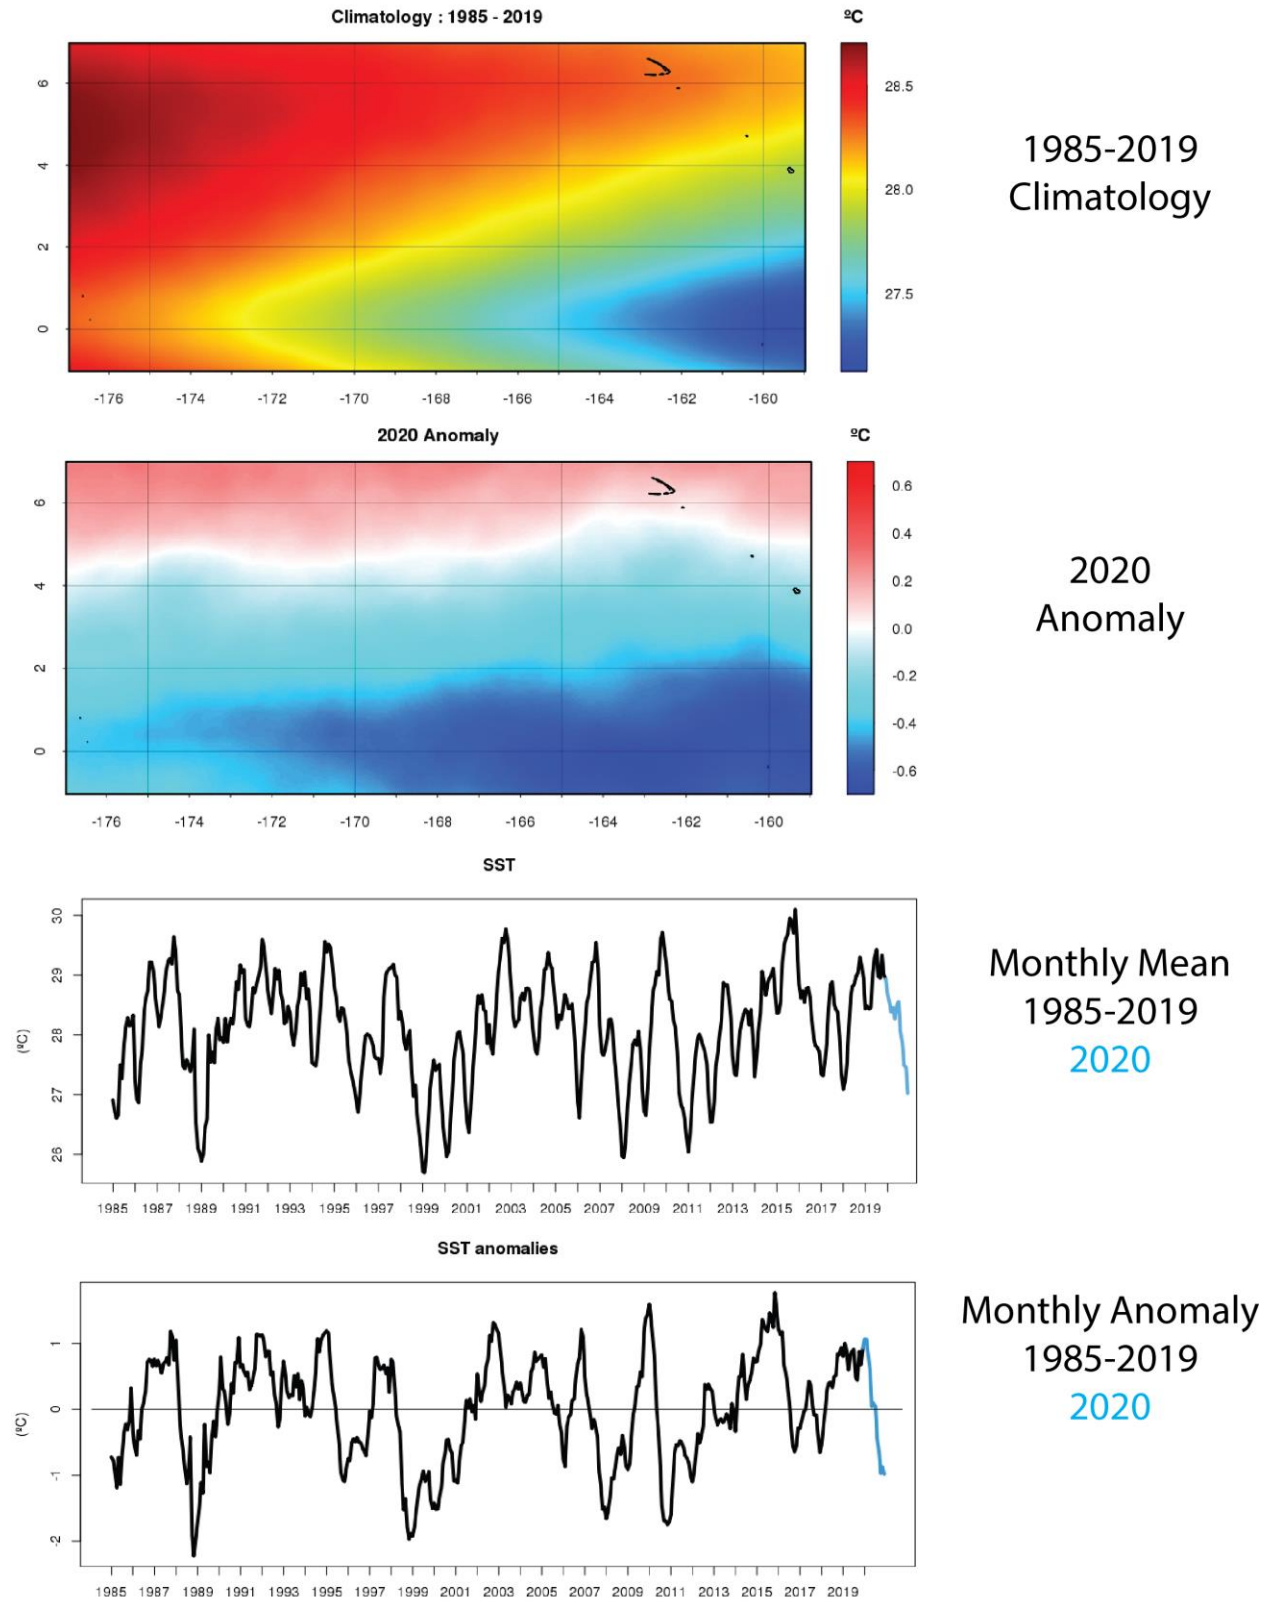 Climatology : 1985 - 2019
ºC
6
4
2
0
28.5
28.0
27.5
-176 -174 -172 -170 -168 -166 -164 -162 -160
1985-2019
Climatology
2020 Anomaly
ºC
6
4
2
0
0.6
0.4
0.2
0.0
-0.2
-0.4
-0.6
-176 -174 -172 -170 -168 -166 -164 -162 -160
2020
Anomaly
SST
(ºC)
30
29
28
27
26
1985 1987 1989 1991 1993 1995 1997 1999 2001 2003 2005 2007 2009 2011 2013 2015 2017 2019
Monthly Mean
1985-2019
2020
SST anomalies
(ºC)
1
0
-1
-2
1985 1987 1989 1991 1993 1995 1997 1999 2001 2003 2005 2007 2009 2011 2013 2015 2017 2019
Monthly Anomaly
1985-2019
2020